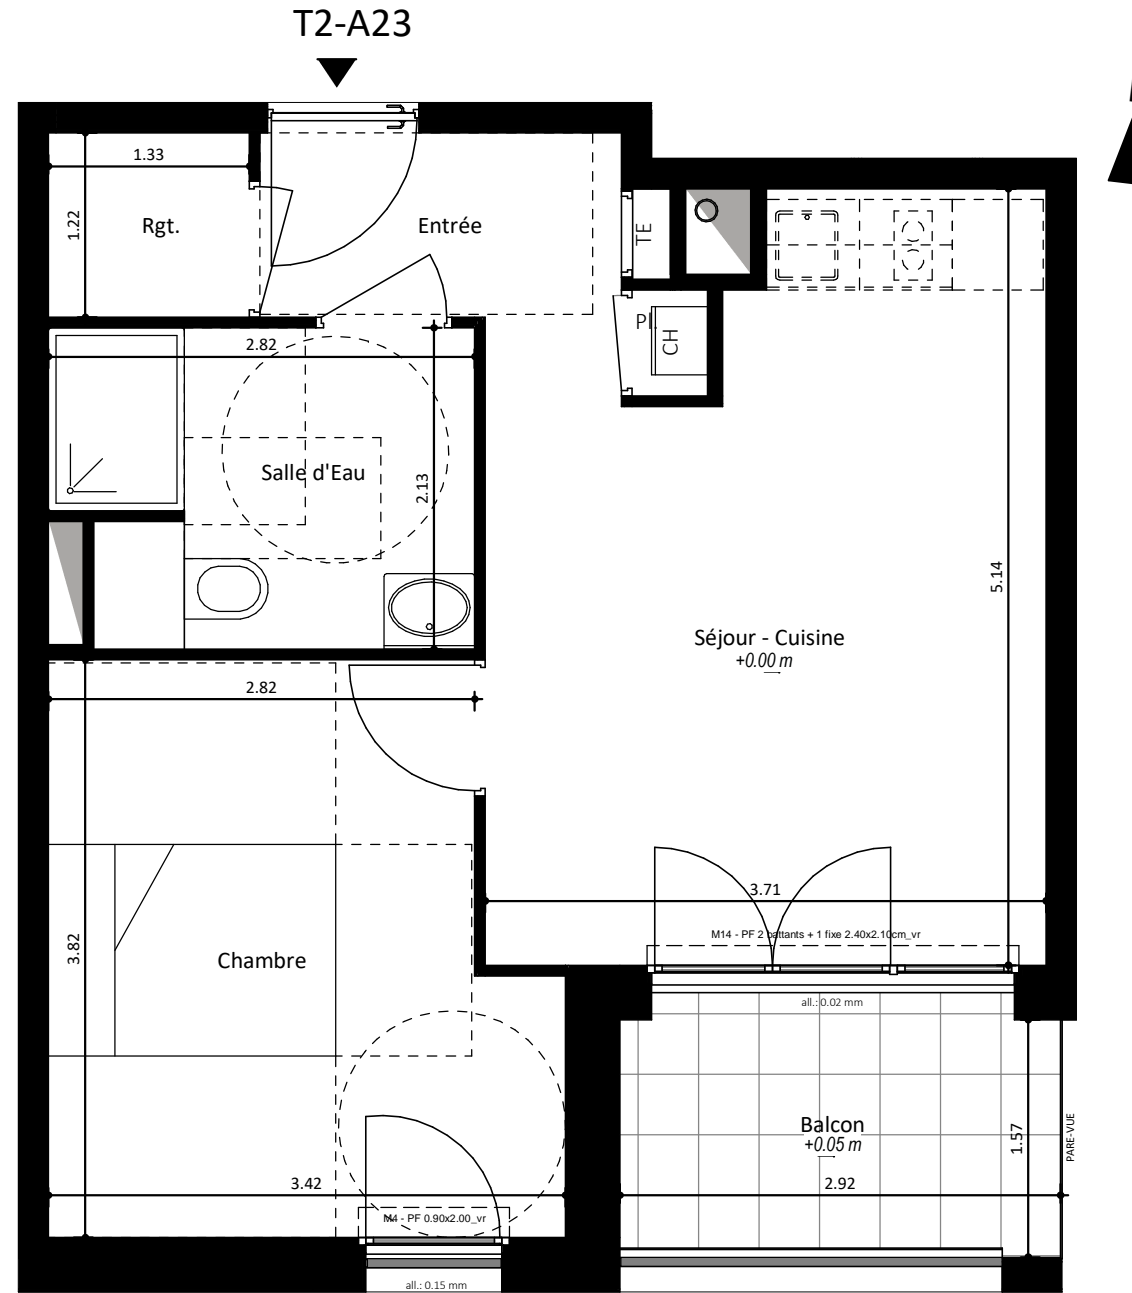 T2-A23
1.33
1.22
Rgt.
Entrée
TE
Pl.
CH
2.82
Salle d'Eau
2.13
5.14
Séjour - Cuisine
+0.00 m
2.82
3.71
M14 - PF 2 battants + 1 fixe 2.40x2.10cm_vr
3.82
Chambre
all.: 0.02 mm
Balcon
+0.05 m
1.57
PARE-VUE
3.42
2.92
M4 - PF 0.90x2.00_vr
all.: 0.15 mm